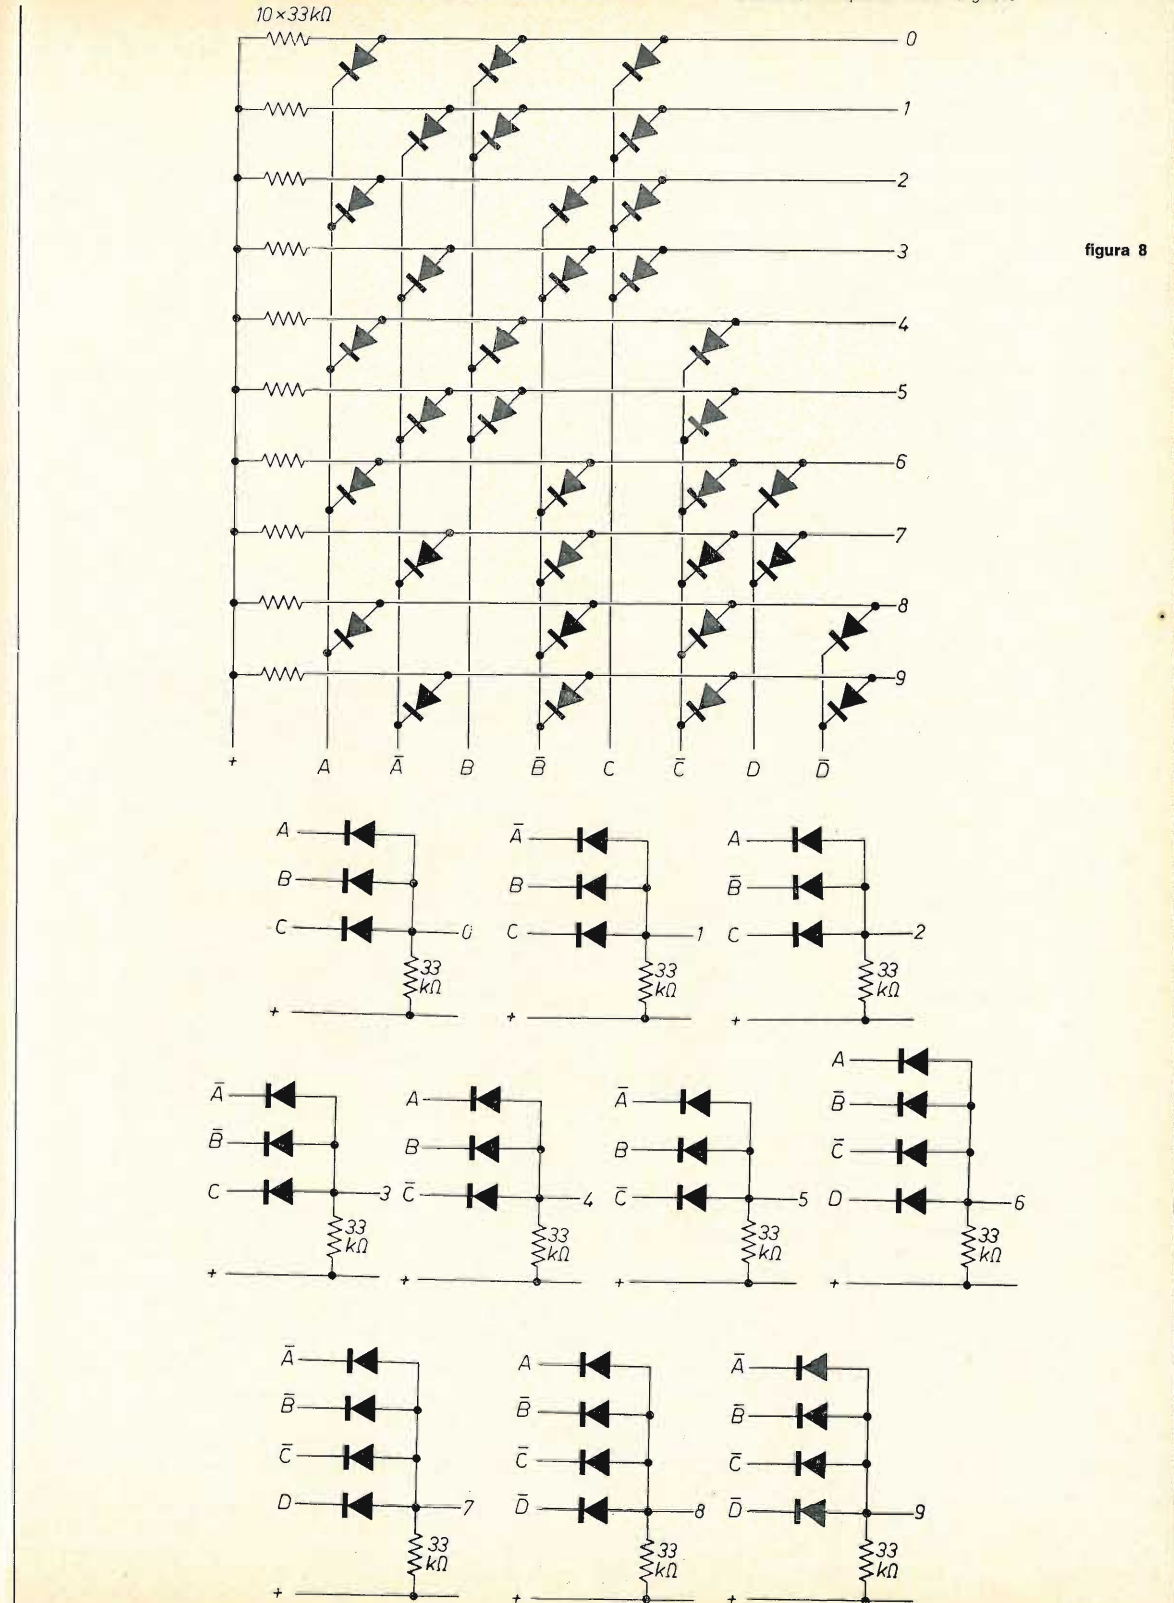 10×33kΩ
0
1
2
3
figura 8
4
5
6
7
8
9
+ A Ā B B̄ C C̄ D D̄
A
B
C 0
33
kΩ
+
Ā
B
C 1
33
kΩ
+
A
B̄
C 2
33
kΩ
+
Ā
B̄
C 3
33
kΩ
+
A
B
C̄ 4
33
kΩ
+
Ā
B
C̄ 5
33
kΩ
+
A
B̄
C̄
D 6
33
kΩ
+
Ā
B̄
C̄
D 7
33
kΩ
+
A
B̄
C̄
D̄ 8
33
kΩ
+
Ā
B̄
C̄
D̄ 9
33
kΩ
+